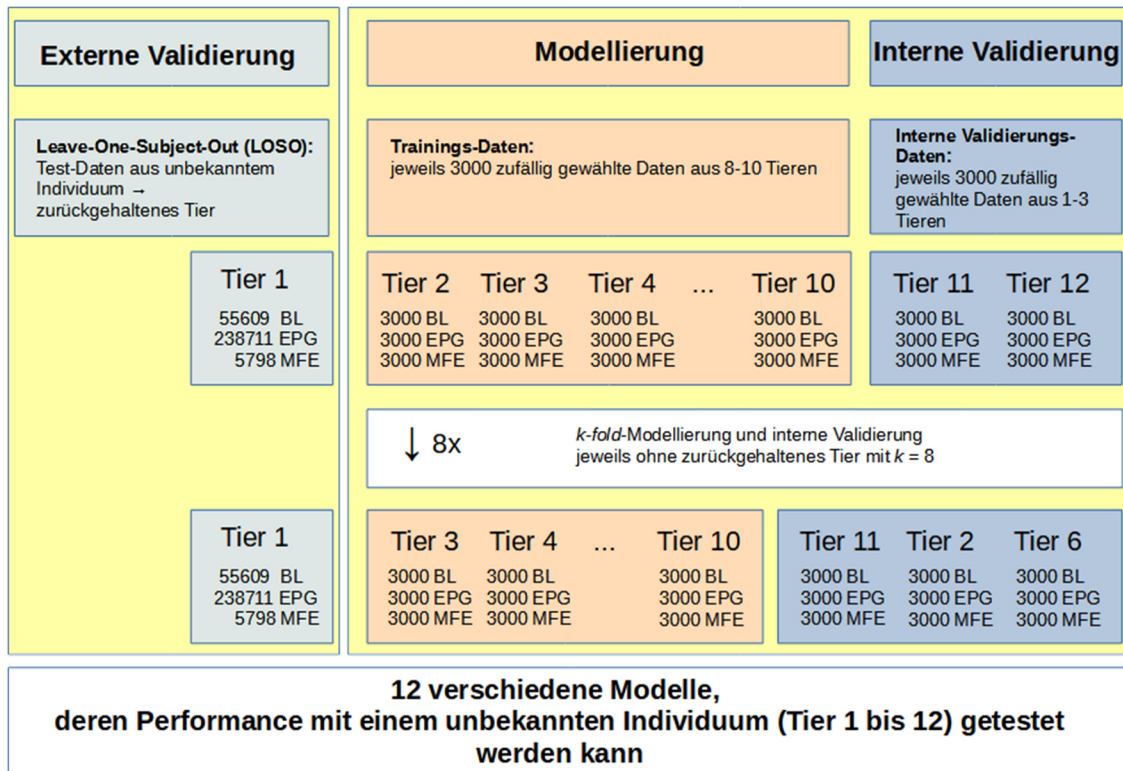 Externe Validierung
Modellierung
Interne Validierung
Leave-One-Subject-Out (LOSO):
Test-Daten aus unbekanntem
Individuum →
zurückgehaltenes Tier
Trainings-Daten:
jeweils 3000 zufällig gewählte Daten aus 8-10 Tieren
Interne Validierungs-
Daten:
jeweils 3000 zufällig
gewählte Daten aus 1-3
Tieren
Tier 1
55609 BL
238711 EPG
5798 MFE
Tier 2 Tier 3 Tier 4 ... Tier 10
3000 BL 3000 BL 3000 BL 3000 BL
3000 EPG 3000 EPG 3000 EPG 3000 EPG
3000 MFE 3000 MFE 3000 MFE 3000 MFE
Tier 11 Tier 12
3000 BL 3000 BL
3000 EPG 3000 EPG
3000 MFE 3000 MFE
↓ 8x
k-fold-Modellierung und interne Validierung
jeweils ohne zurückgehaltenes Tier mit k = 8
Tier 1
55609 BL
238711 EPG
5798 MFE
Tier 3 Tier 4 ... Tier 10
3000 BL 3000 BL 3000 BL
3000 EPG 3000 EPG 3000 EPG
3000 MFE 3000 MFE 3000 MFE
Tier 11 Tier 2 Tier 6
3000 BL 3000 BL 3000 BL
3000 EPG 3000 EPG 3000 EPG
3000 MFE 3000 MFE 3000 MFE
12 verschiedene Modelle,
deren Performance mit einem unbekannten Individuum (Tier 1 bis 12) getestet
werden kann